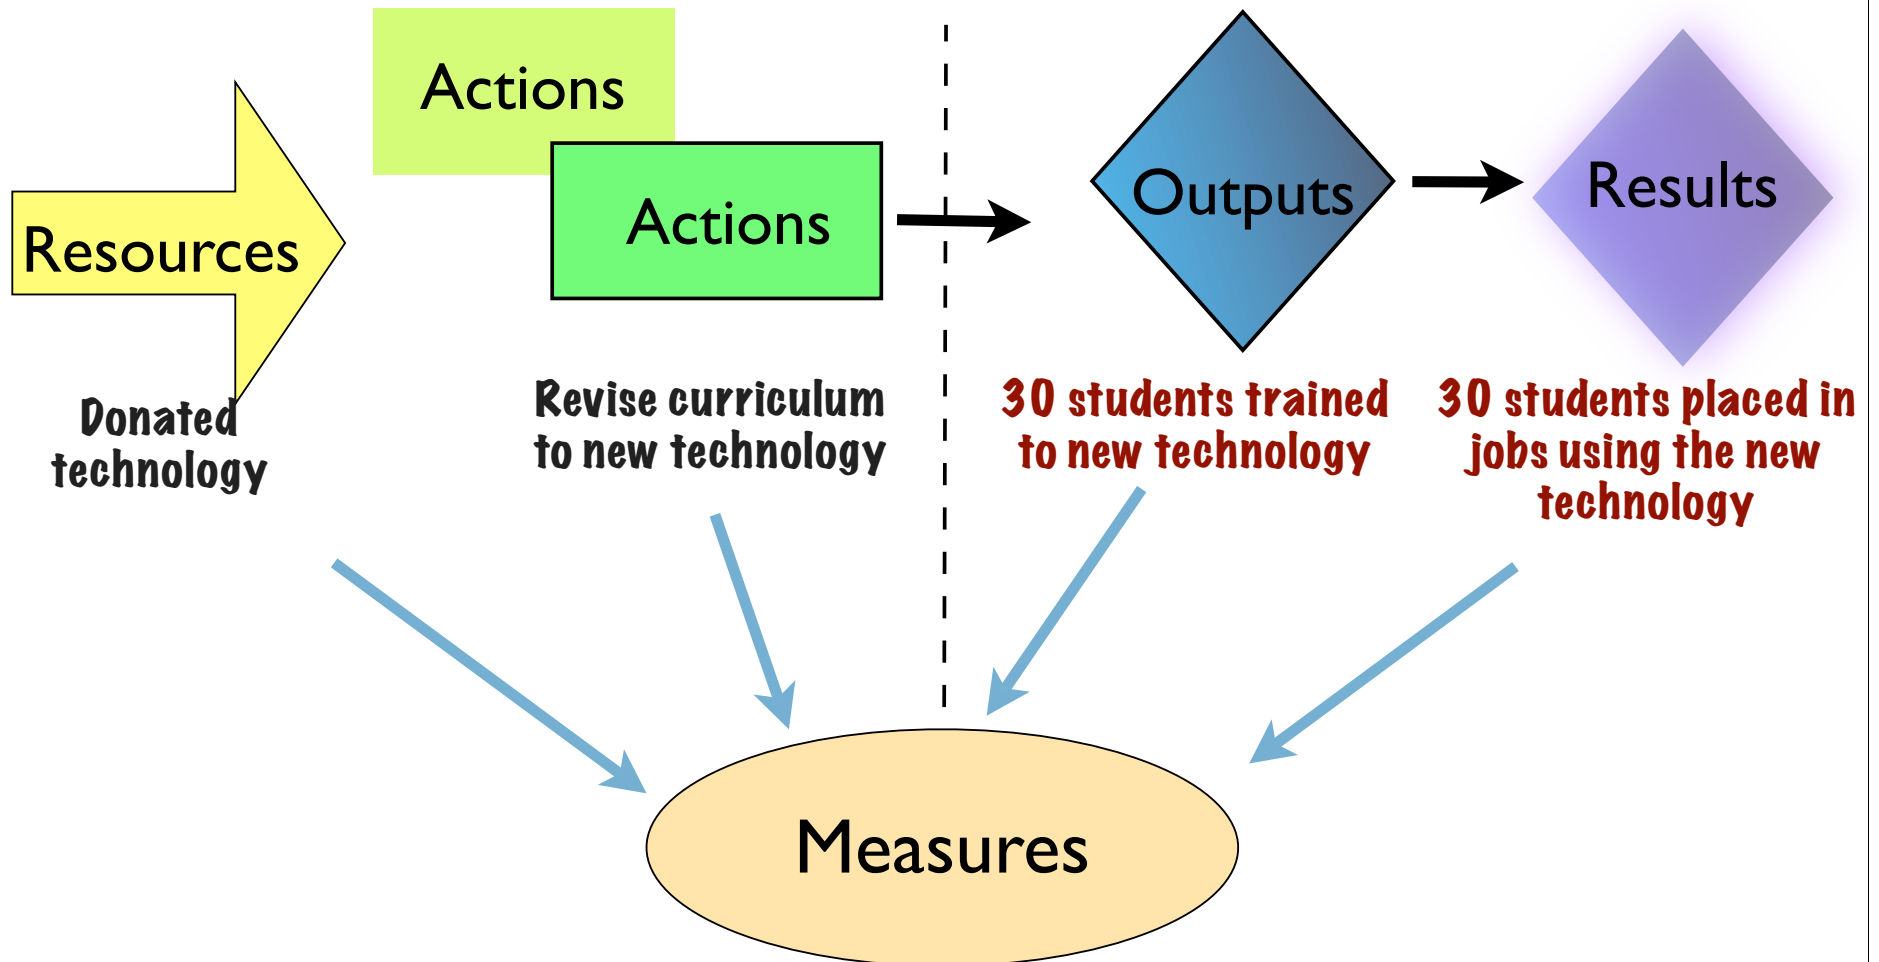 Actions
Actions
Resources
Outputs
Results
Donated
technology
Revise curriculum
to new technology
30 students trained
to new technology
30 students placed in
jobs using the new
technology
Measures